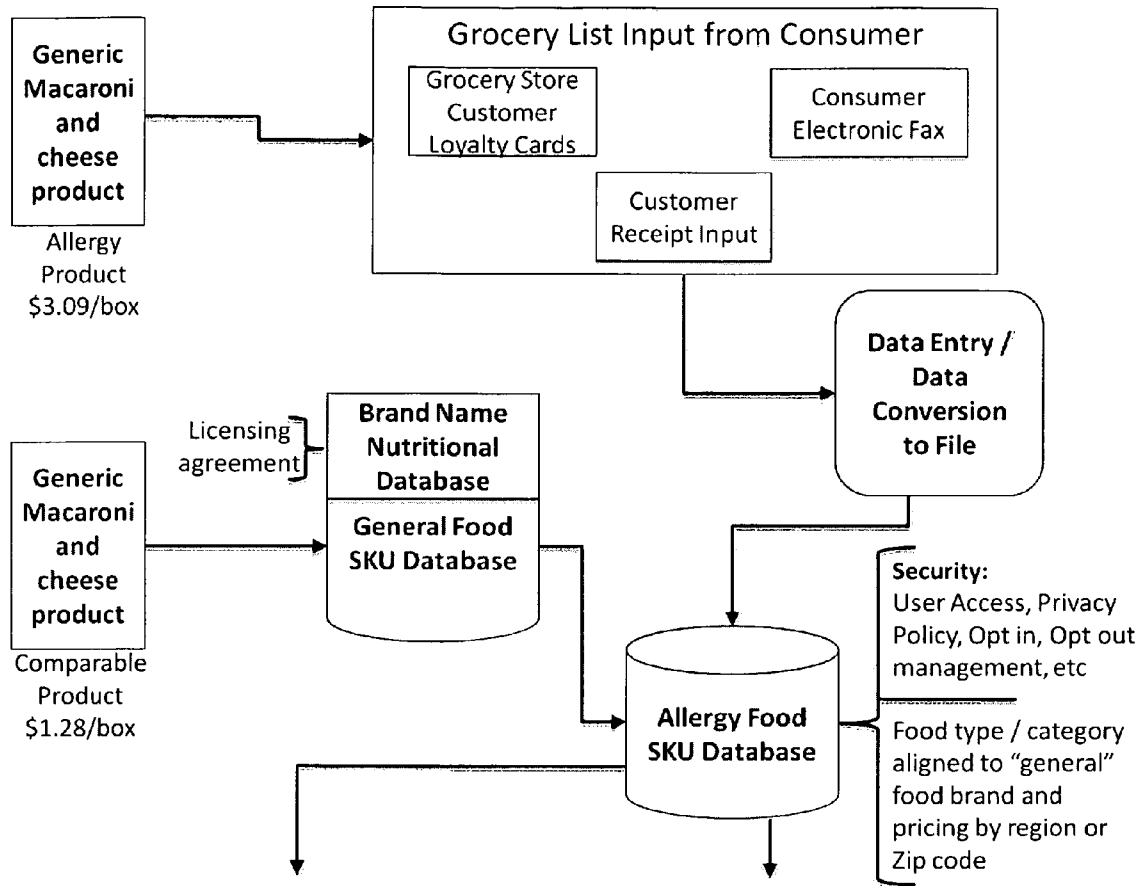 Generic
Macaroni
and
cheese
product
Allergy
Product
$3.09/box
Grocery List Input from Consumer
Grocery Store
Customer
Loyalty Cards
Consumer
Electronic Fax
Customer
Receipt Input
Data Entry /
Data
Conversion
to File
Licensing
agreement
Brand Name
Nutritional
Database
General Food
SKU Database
Generic
Macaroni
and
cheese
product
Comparable
Product
$1.28/box
Allergy Food
SKU Database
Security:
User Access, Privacy
Policy, Opt in, Opt out
management, etc
Food type / category
aligned to “general”
food brand and
pricing by region or
Zip code